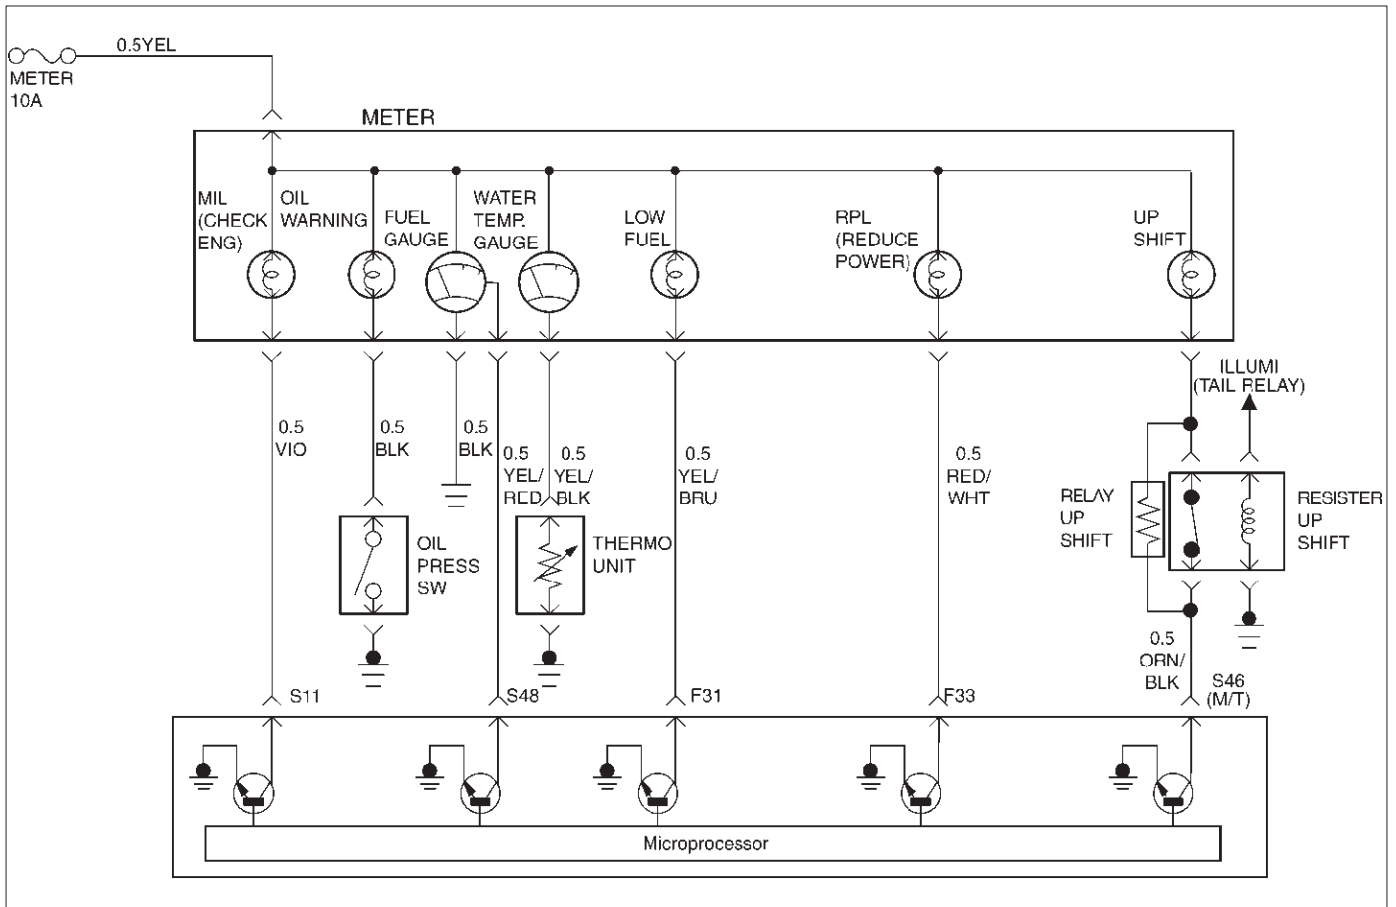 0.5YEL
METER
10A
METER
MIL
(CHECK
ENG)
OIL
WARNING
FUEL
GAUGE
WATER
TEMP.
GAUGE
LOW
FUEL
RPL
(REDUCE
POWER)
UP
SHIFT
ILLUMI
(TAIL RELAY)
0.5
VIO
0.5
BLK
0.5
BLK
0.5
YEL/
RED
0.5
YEL/
BLK
0.5
YEL/
BRU
0.5
RED/
WHT
RELAY
UP
SHIFT
RESISTER
UP
SHIFT
OIL
PRESS
SW
THERMO
UNIT
0.5
ORN/
BLK
S11
S48
F31
F33
S46
(M/T)
Microprocessor